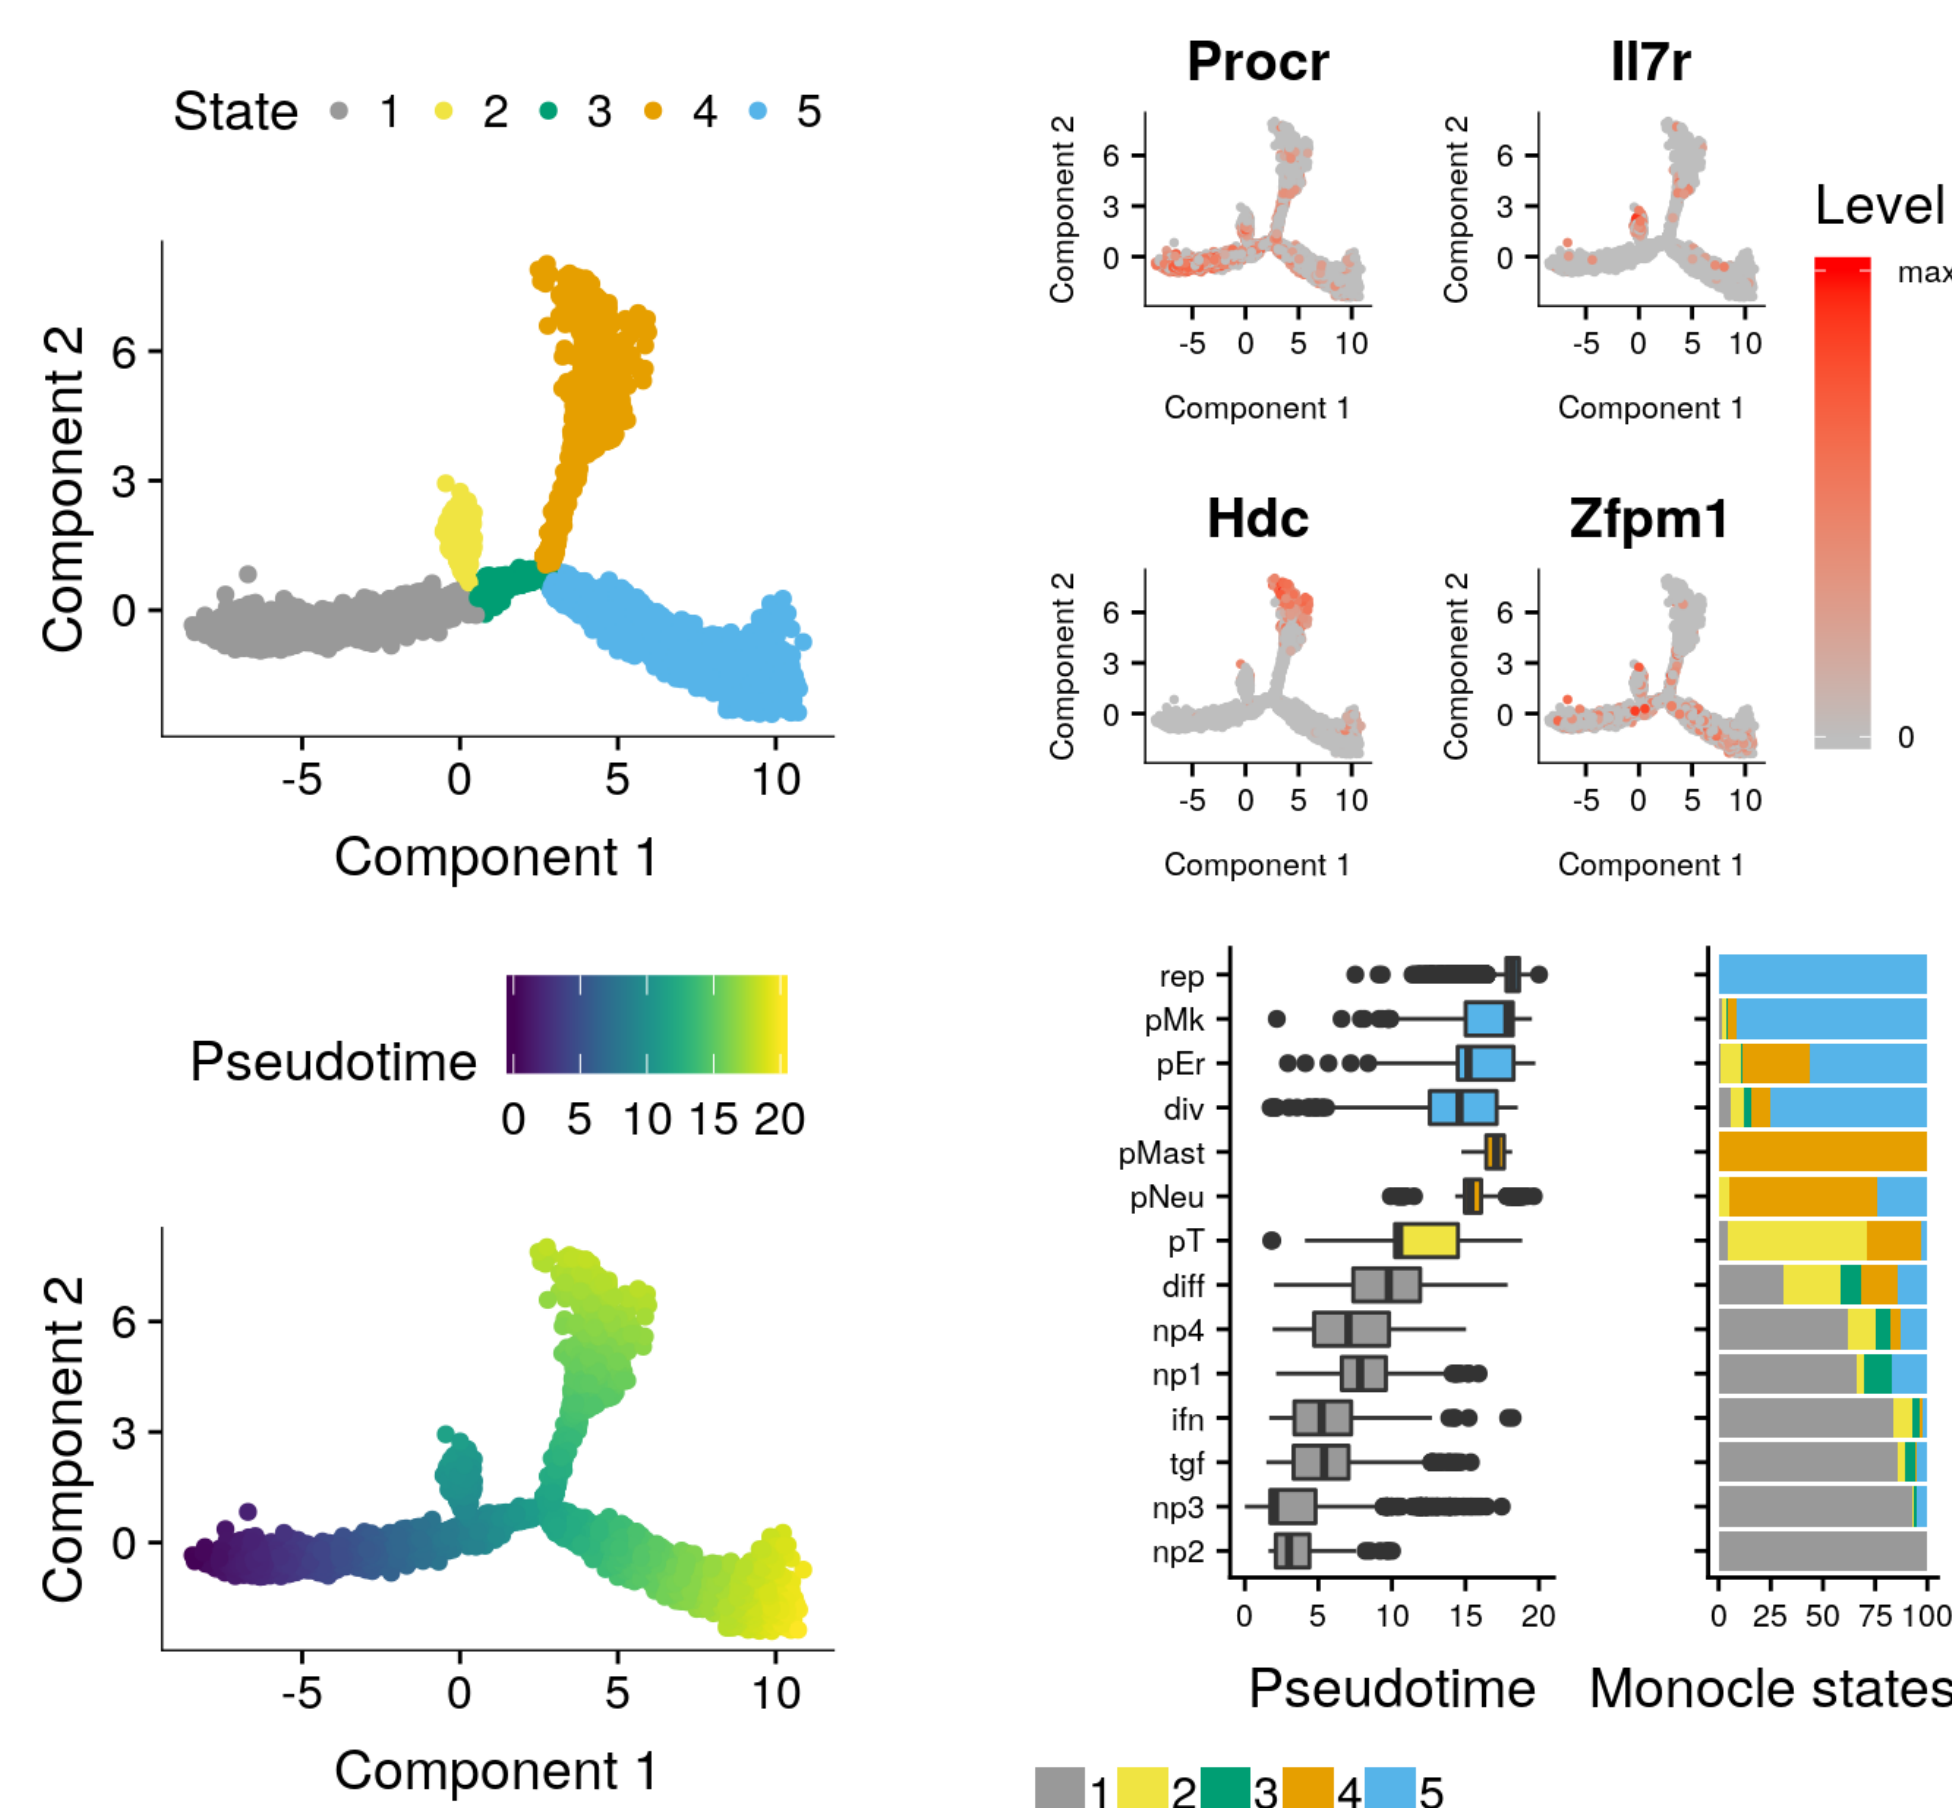 State 1 2 3 4 5
Component 2
6
3
0
-5 0 5 10
Component 1
Procr
Component 2
6
3
0
-5 0 5 10
Component 1
Il7r
Component 2
6
3
0
-5 0 5 10
Component 1
Level
max
0
Hdc
Component 2
6
3
0
-5 0 5 10
Component 1
Zfpm1
Component 2
6
3
0
-5 0 5 10
Component 1
Pseudotime
0 5 10 15 20
Component 2
6
3
0
-5 0 5 10
Component 1
rep
pMk
pEr
div
pMast
pNeu
pT
diff
np4
np1
ifn
tgf
np3
np2
0 5 10 15 20
Pseudotime
0 25 50 75 100
Monocle states
1 2 3 4 5